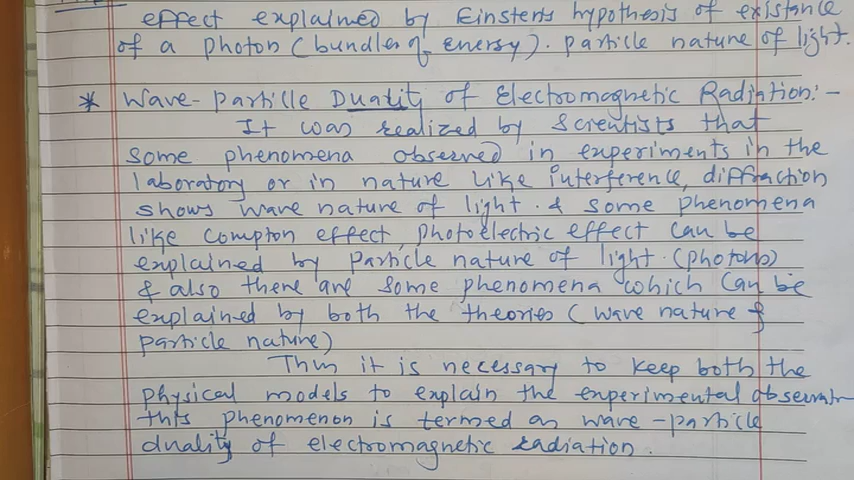 effect explained by Einstein's hypothesis of existance
of a photon (bundles of energy). particle nature of light.
* Wave-particle Duality of Electromagnetic Radiation:-
It was realized by scientists that
some phenomena observed in experiments in the
laboratory or in nature like interference, diffraction
shows wave nature of light. & some phenomena
like compton effect, photoelectric effect can be
explained by particle nature of light. (photons)
& also there are some phenomena which can be
explained by both the theories (wave nature &
particle nature)
Thus it is necessary to keep both the
physical models to explain the experimental
this phenomenon is termed as wave-particle
duality of electromagnetic radiation.